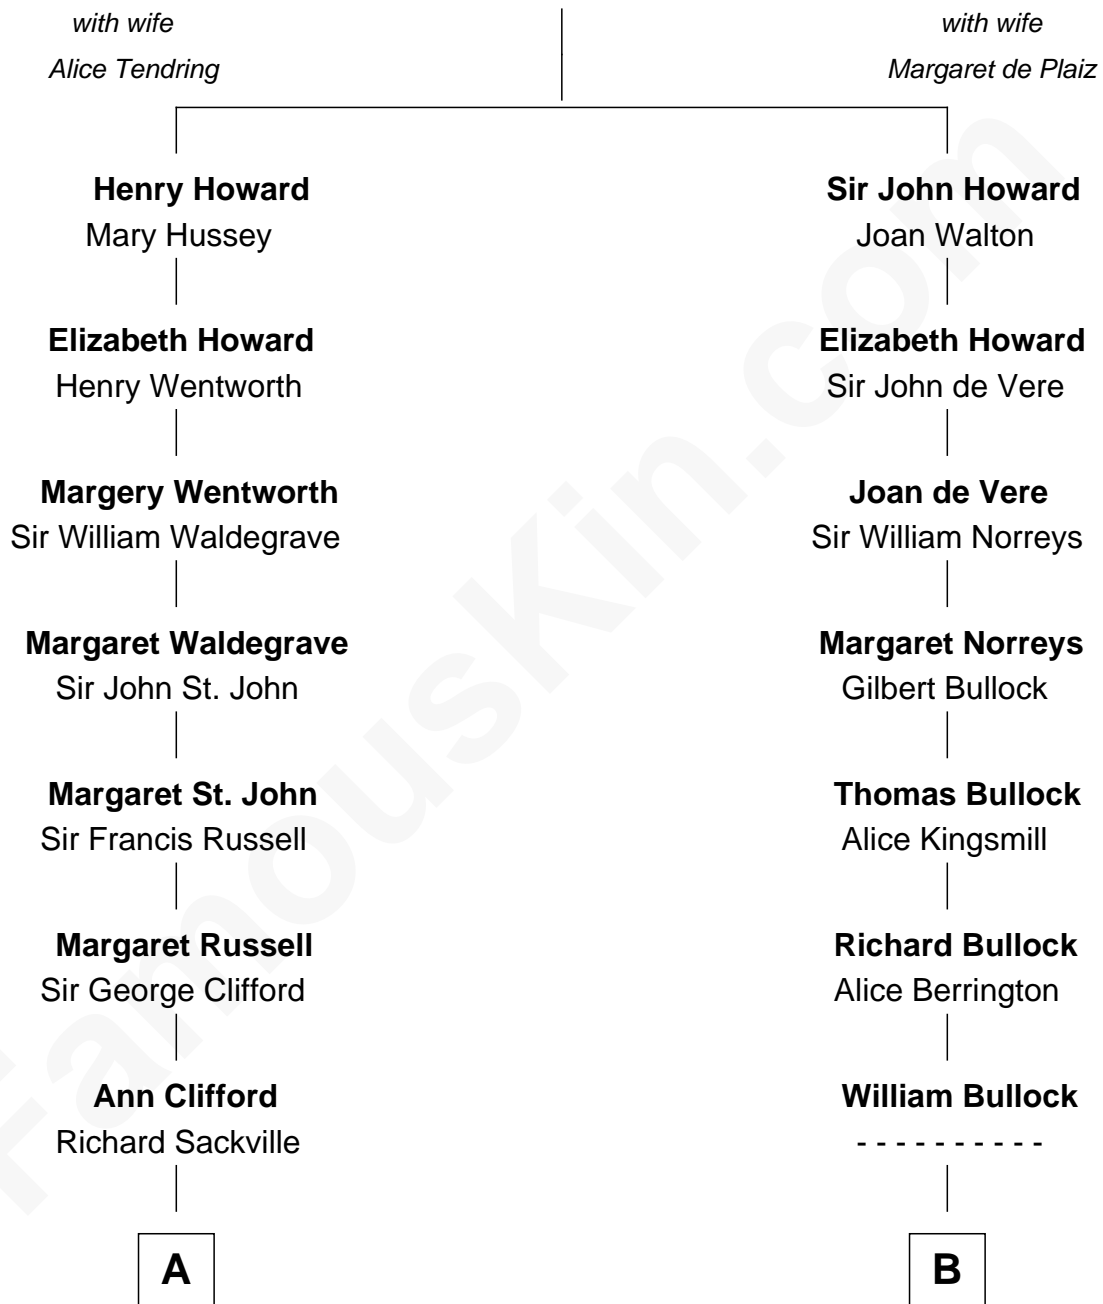 with wife
Alice Tendring
with wife
Margaret de Plaiz
Henry Howard
Mary Hussey
Sir John Howard
Joan Walton
Elizabeth Howard
Henry Wentworth
Elizabeth Howard
Sir John de Vere
Margery Wentworth
Sir William Waldegrave
Joan de Vere
Sir William Norreys
Margaret Waldegrave
Sir John St. John
Margaret Norreys
Gilbert Bullock
Margaret St. John
Sir Francis Russell
Thomas Bullock
Alice Kingsmill
Margaret Russell
Sir George Clifford
Richard Bullock
Alice Berrington
Ann Clifford
Richard Sackville
William Bullock
- - - - - - - - - -
A
B
FamousKin.com